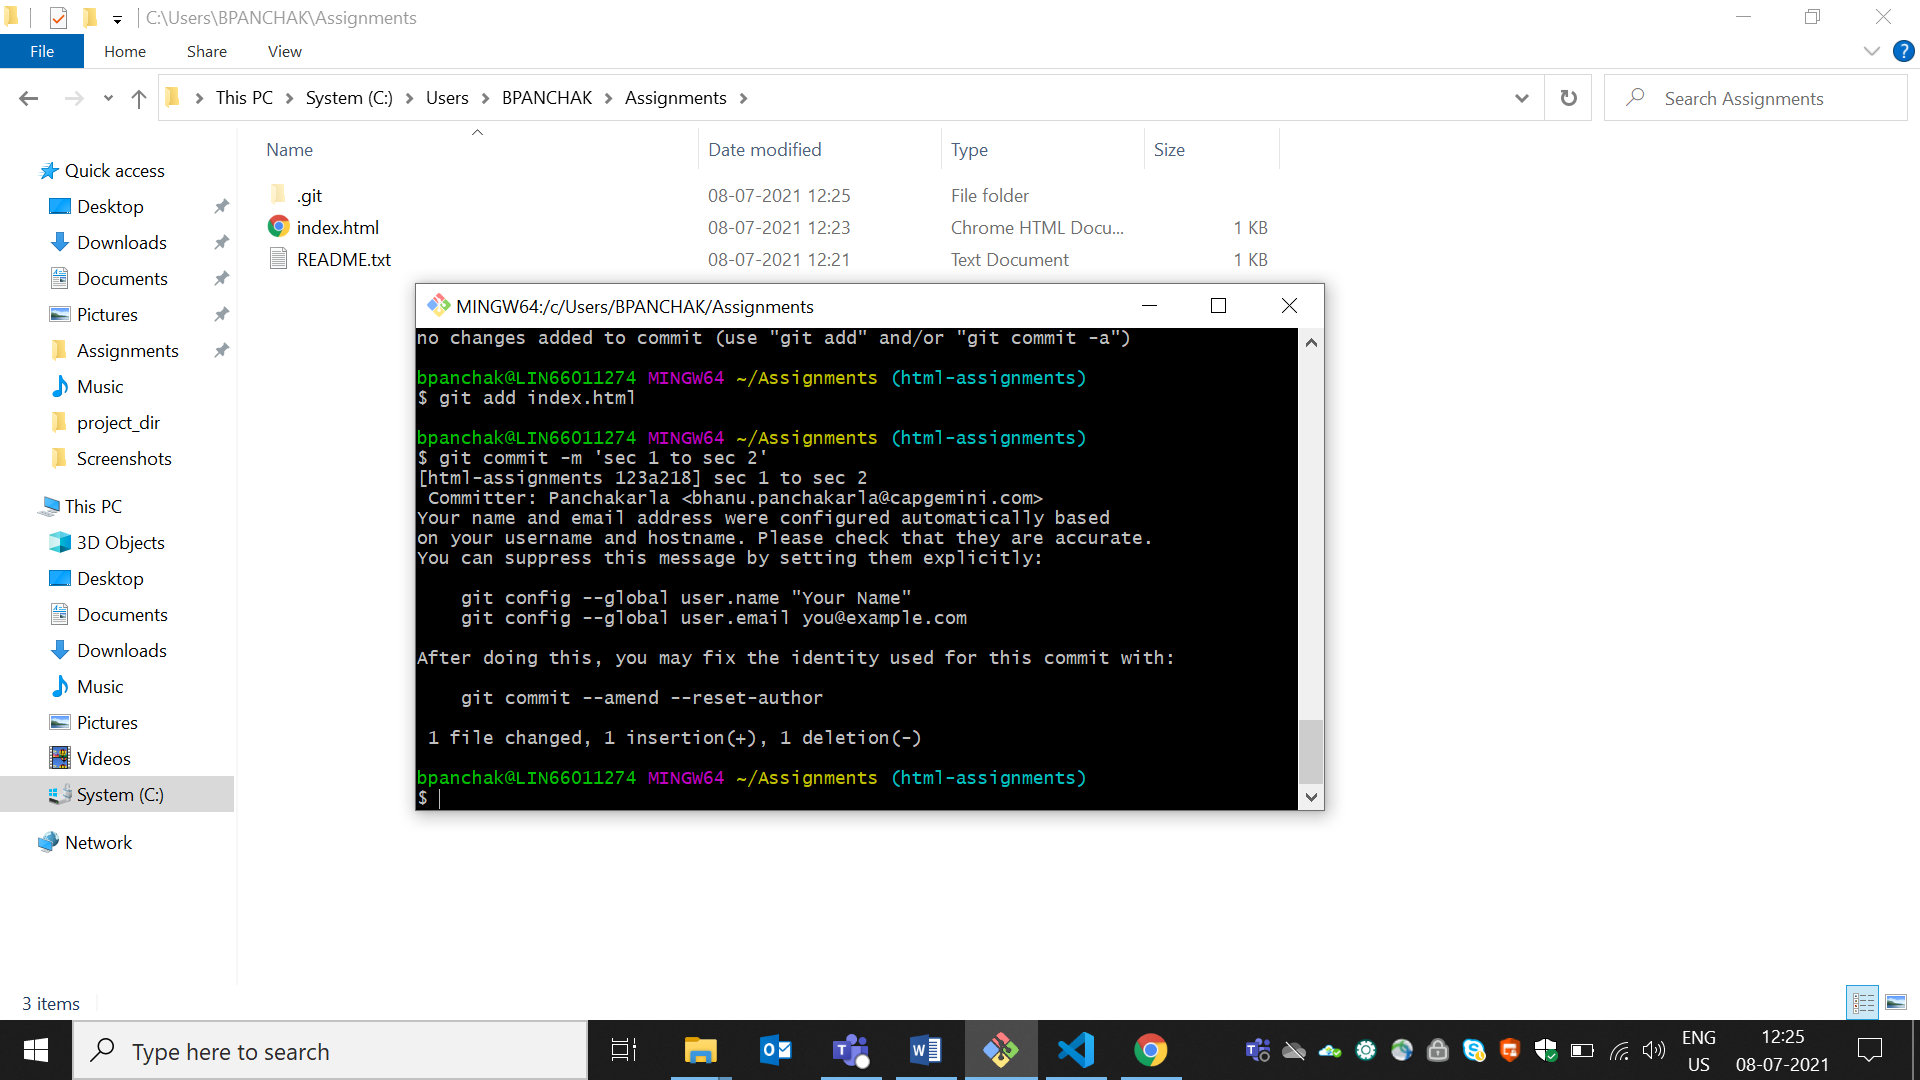 C:\Users\BPANCHAK\Assignments
File Home Share View
This PC System (C:) Users BPANCHAK Assignments
Search Assignments
Name Date modified Type Size
.git 08-07-2021 12:25 File folder
index.html 08-07-2021 12:23 Chrome HTML Docu... 1 KB
README.txt 08-07-2021 12:21 Text Document 1 KB
Quick access
Desktop
Downloads
Documents
Pictures
Assignments
Music
project_dir
Screenshots
This PC
3D Objects
Desktop
Documents
Downloads
Music
Pictures
Videos
System (C:)
Network
MINGW64:/c/Users/BPANCHAK/Assignments
no changes added to commit (use "git add" and/or "git commit -a")
bpanchak@LIN66011274 MINGW64 ~/Assignments (html-assignments)
$ git add index.html
bpanchak@LIN66011274 MINGW64 ~/Assignments (html-assignments)
$ git commit -m 'sec 1 to sec 2'
[html-assignments 123a218] sec 1 to sec 2
Committer: Panchakarla <bhanu.panchakarla@capgemini.com>
Your name and email address were configured automatically based
on your username and hostname. Please check that they are accurate.
You can suppress this message by setting them explicitly:
git config --global user.name "Your Name"
git config --global user.email you@example.com
After doing this, you may fix the identity used for this commit with:
git commit --amend --reset-author
1 file changed, 1 insertion(+), 1 deletion(-)
bpanchak@LIN66011274 MINGW64 ~/Assignments (html-assignments)
$
3 items
Type here to search
ENG
US
12:25
08-07-2021